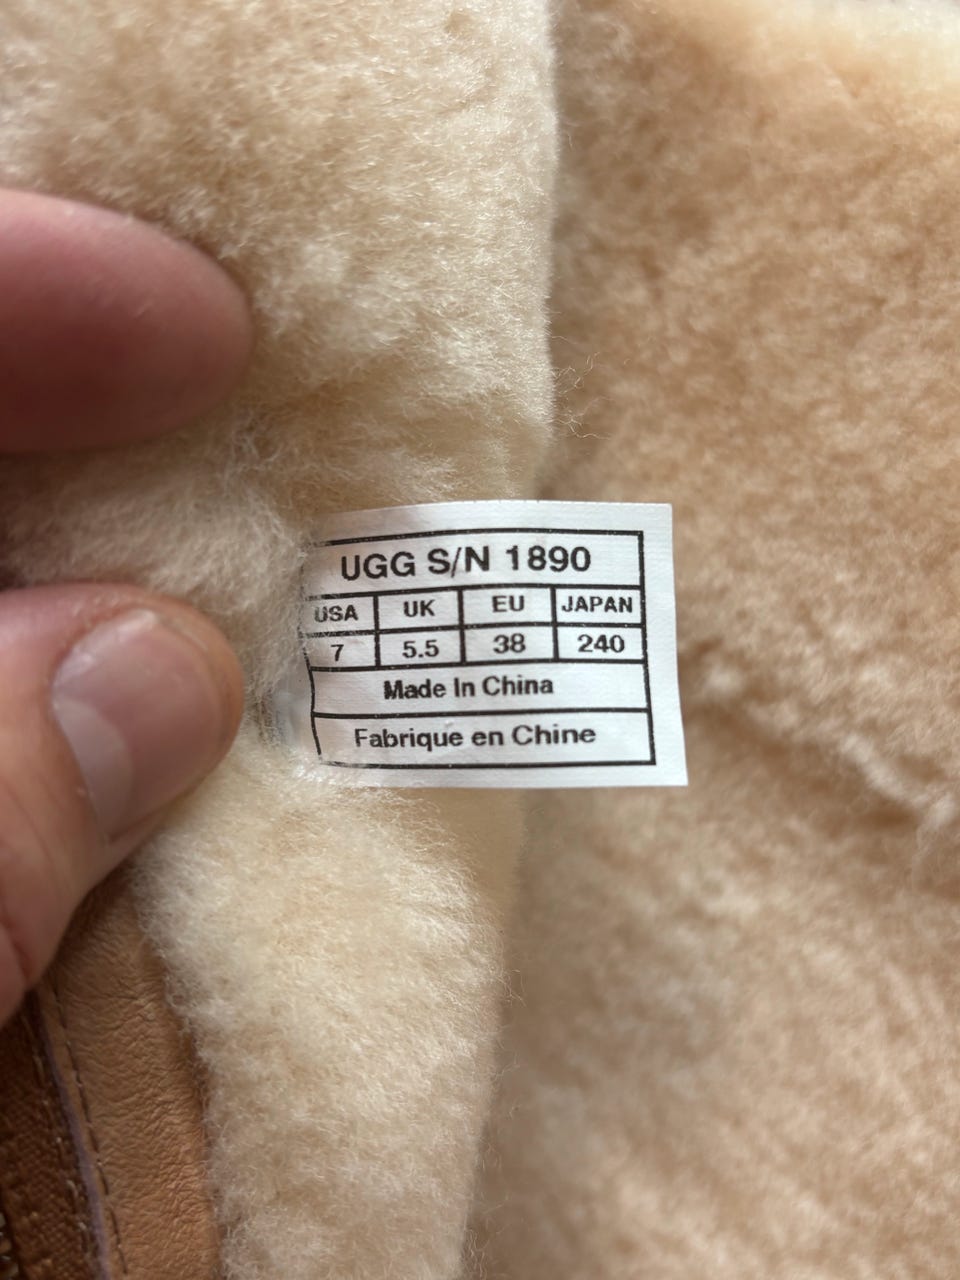 UGG S/N 1890
USA UK EU JAPAN
7 5.5 38 240
Made In China
Fabrique en Chine